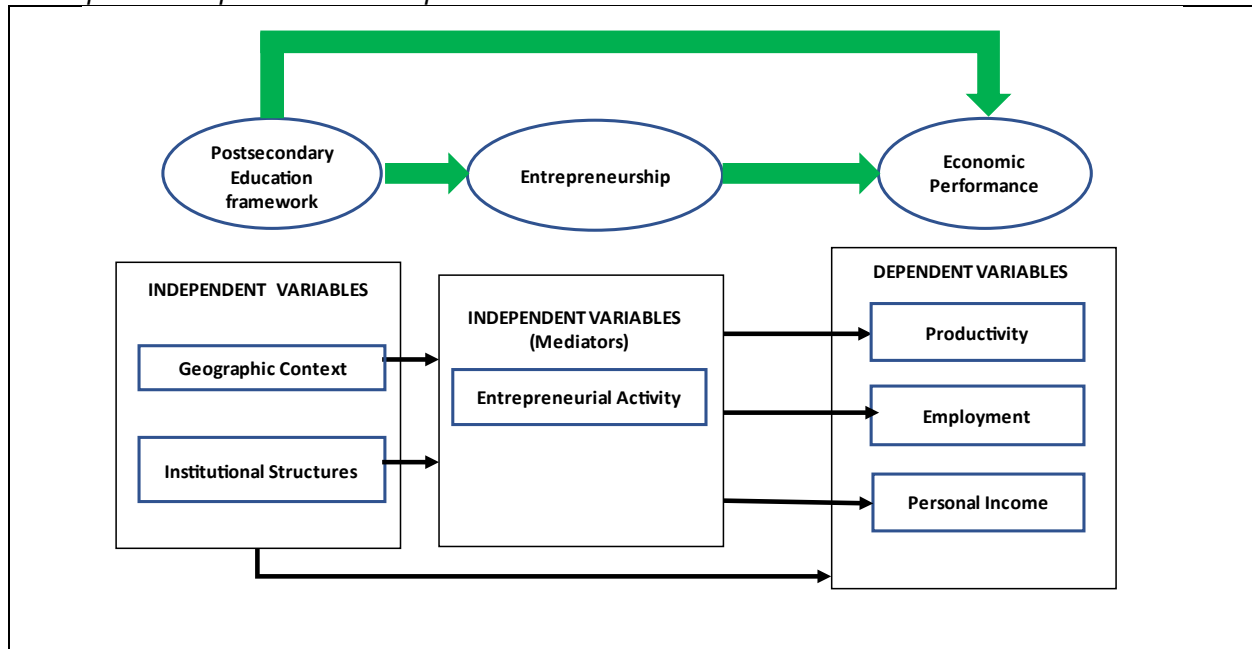 Postsecondary
Education
framework
Entrepreneurship
Economic
Performance
INDEPENDENT VARIABLES
Geographic Context
Institutional Structures
INDEPENDENT VARIABLES
(Mediators)
Entrepreneurial Activity
DEPENDENT VARIABLES
Productivity
Employment
Personal Income